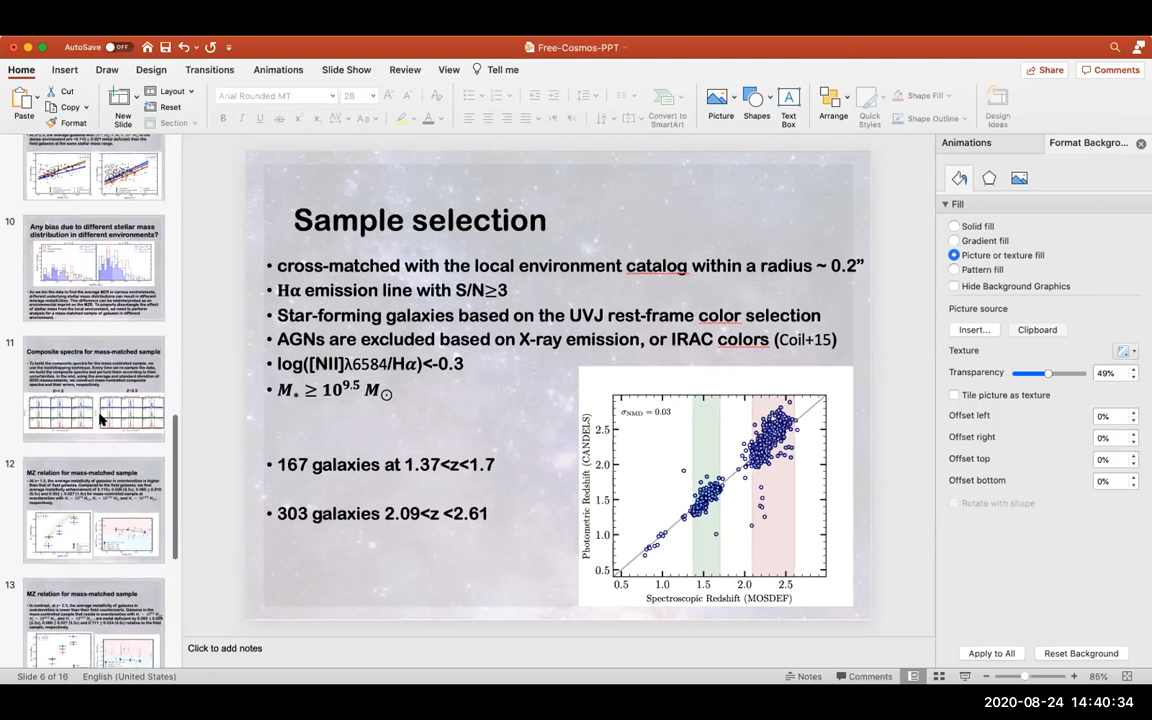 AutoSave OFF
Free-Cosmos-PPT
Home Insert Draw Design Transitions Animations Slide Show Review View Tell me
Share Comments
Paste
Cut
Copy
Format
New Slide
Layout
Reset
Section
Arial Rounded MT 28
Convert to SmartArt
Picture
Shapes
Text Box
Arrange
Quick Styles
Shape Fill
Shape Outline
Design Ideas
10
Any bias due to different stellar mass
distribution in different environments?
11
Composite spectra for mass-matched sample
12
MZ relation for mass-matched sample
13
MZ relation for mass-matched sample
Sample selection
• cross-matched with the local environment catalog within a radius ~ 0.2”
• Hα emission line with S/N≥3
• Star-forming galaxies based on the UVJ rest-frame color selection
• AGNs are excluded based on X-ray emission, or IRAC colors (Coil+15)
• log([NII]λ6584/Hα)<-0.3
• M* ≥ 10^9.5 M⊙
• 167 galaxies at 1.37<z<1.7
• 303 galaxies 2.09<z <2.61
σNMD = 0.03
Photometric Redshift (CANDELS)
2.5
2.0
1.5
1.0
0.5
0.5 1.0 1.5 2.0 2.5
Spectroscopic Redshift (MOSDEF)
Click to add notes
Animations
Format Backgro...
Fill
Solid fill
Gradient fill
Picture or texture fill
Pattern fill
Hide Background Graphics
Picture source
Insert... Clipboard
Texture
Transparency 49%
Tile picture as texture
Offset left 0%
Offset right 0%
Offset top 0%
Offset bottom 0%
Rotate with shape
Apply to All Reset Background
Slide 6 of 16 English (United States)
Notes Comments 85%
2020-08-24 14:40:34